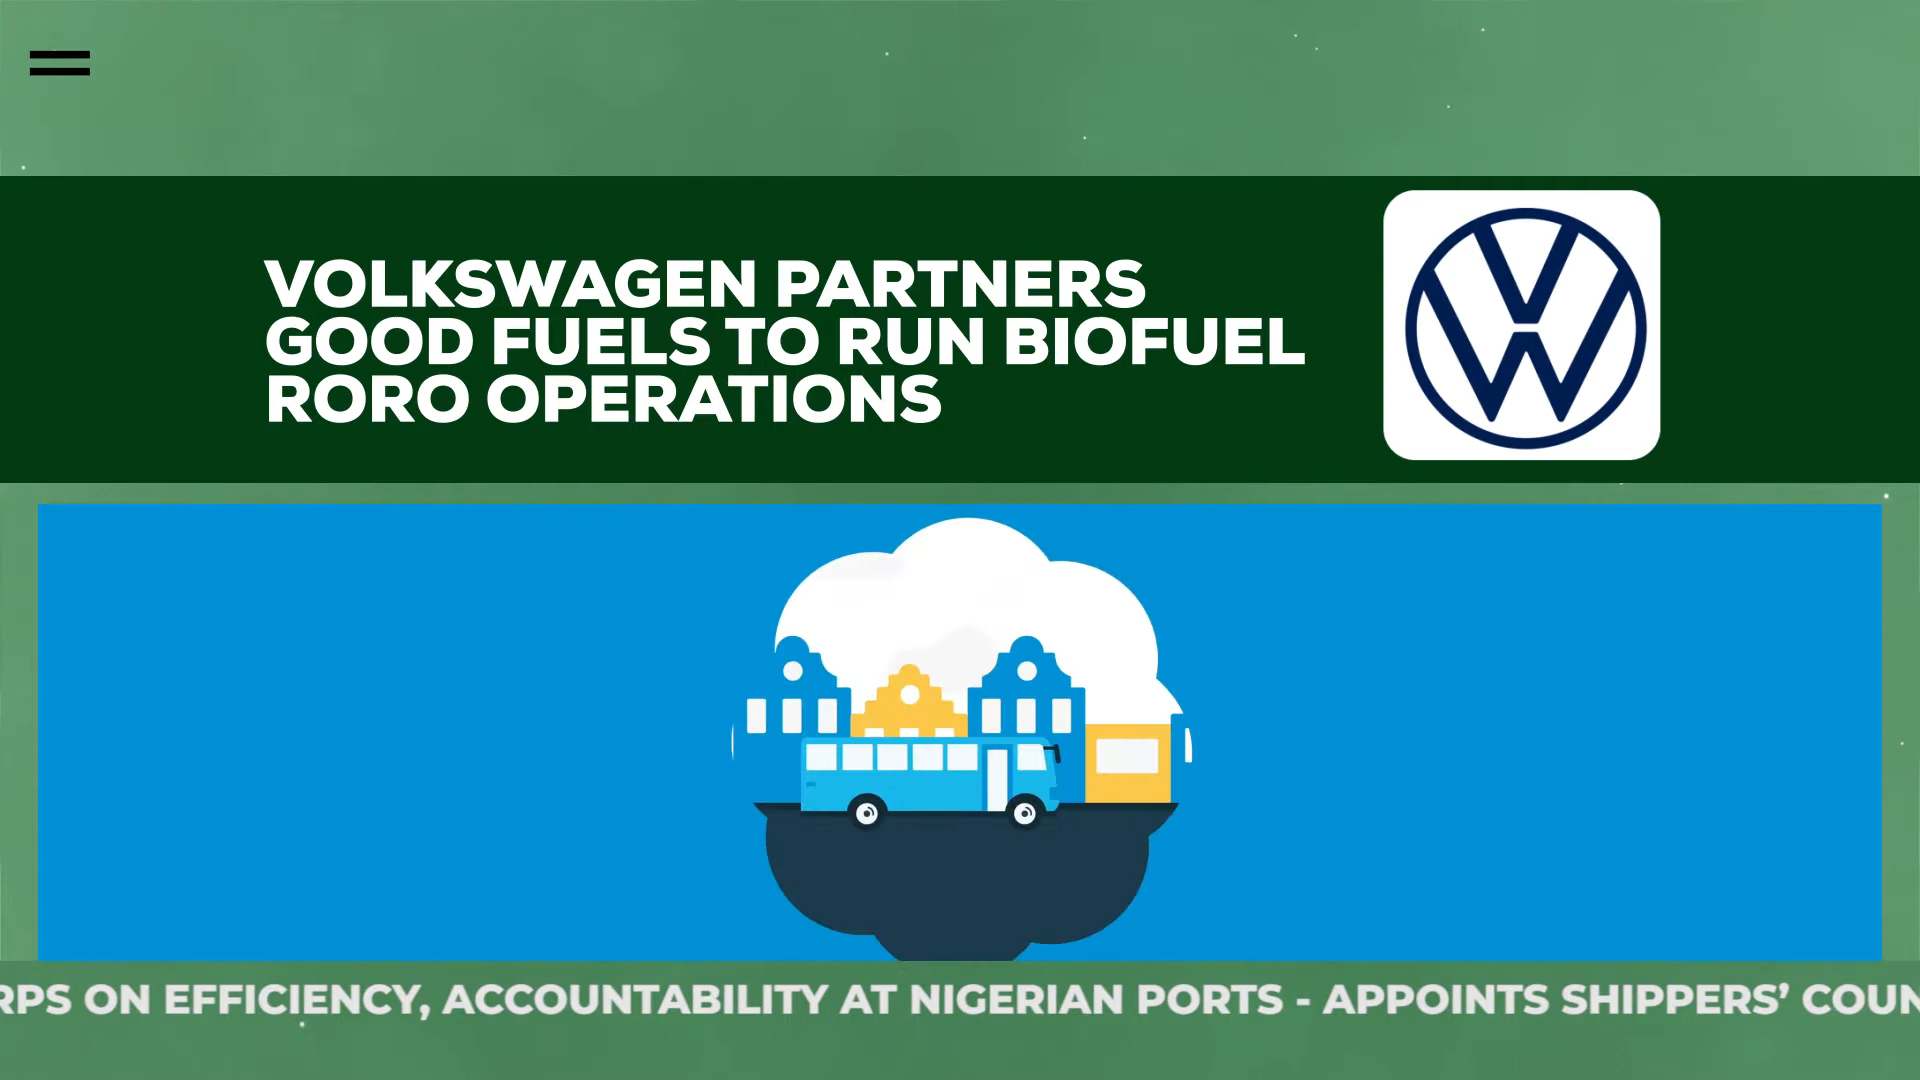 VOLKSWAGEN PARTNERS
GOOD FUELS TO RUN BIOFUEL
RORO OPERATIONS
ON EFFICIENCY, ACCOUNTABILITY AT NIGERIAN PORTS - APPOINTS SHIPPERS’